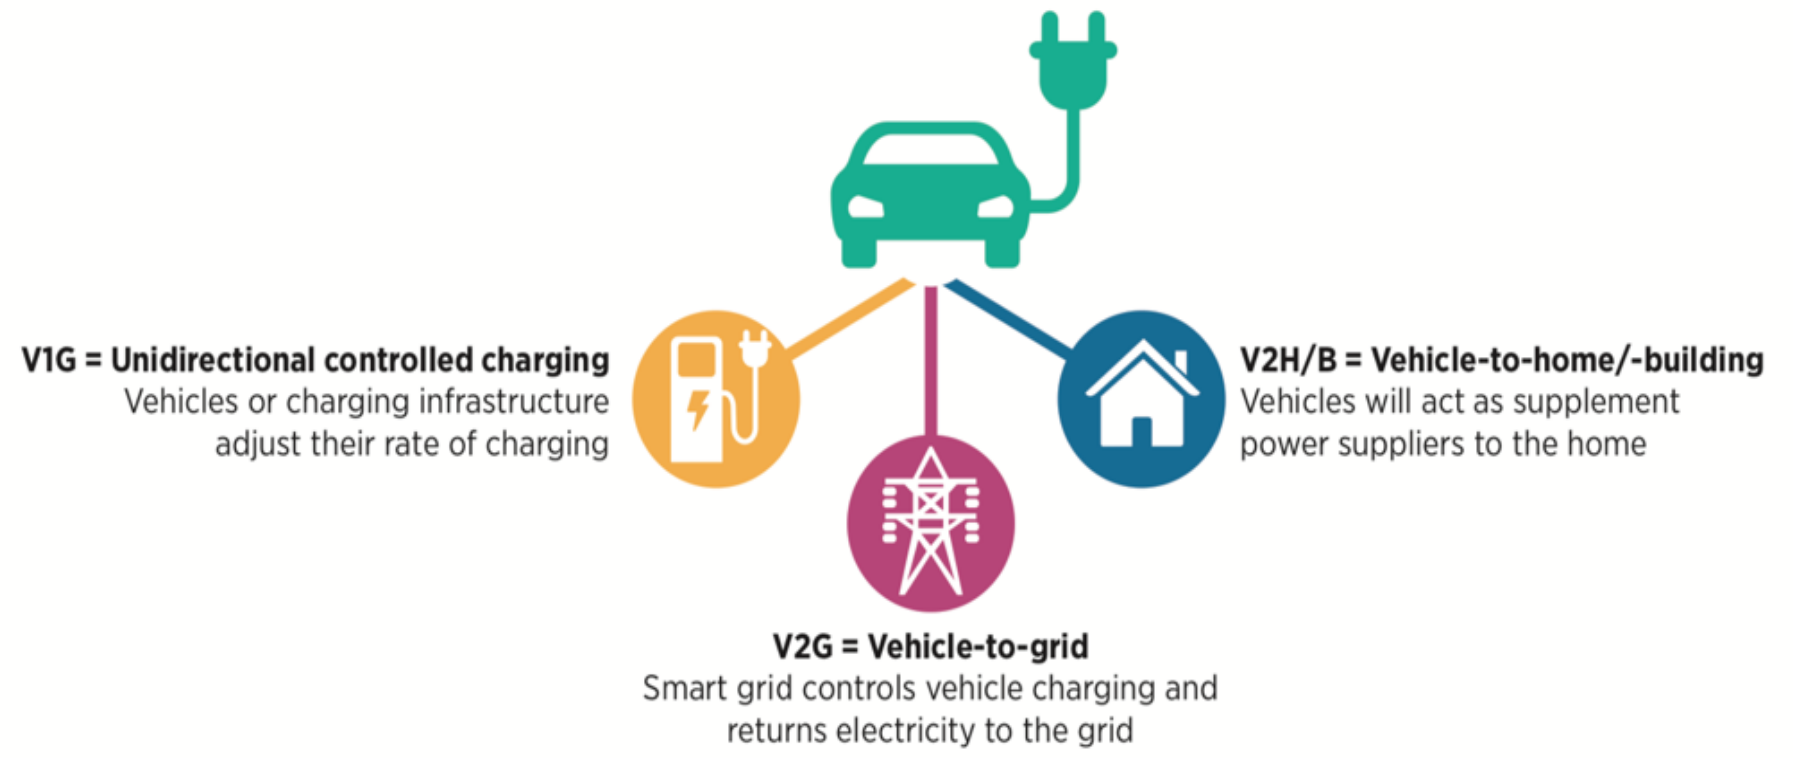 V1G = Unidirectional controlled charging
Vehicles or charging infrastructure
adjust their rate of charging
V2H/B = Vehicle-to-home/-building
Vehicles will act as supplement
power suppliers to the home
V2G = Vehicle-to-grid
Smart grid controls vehicle charging and
returns electricity to the grid